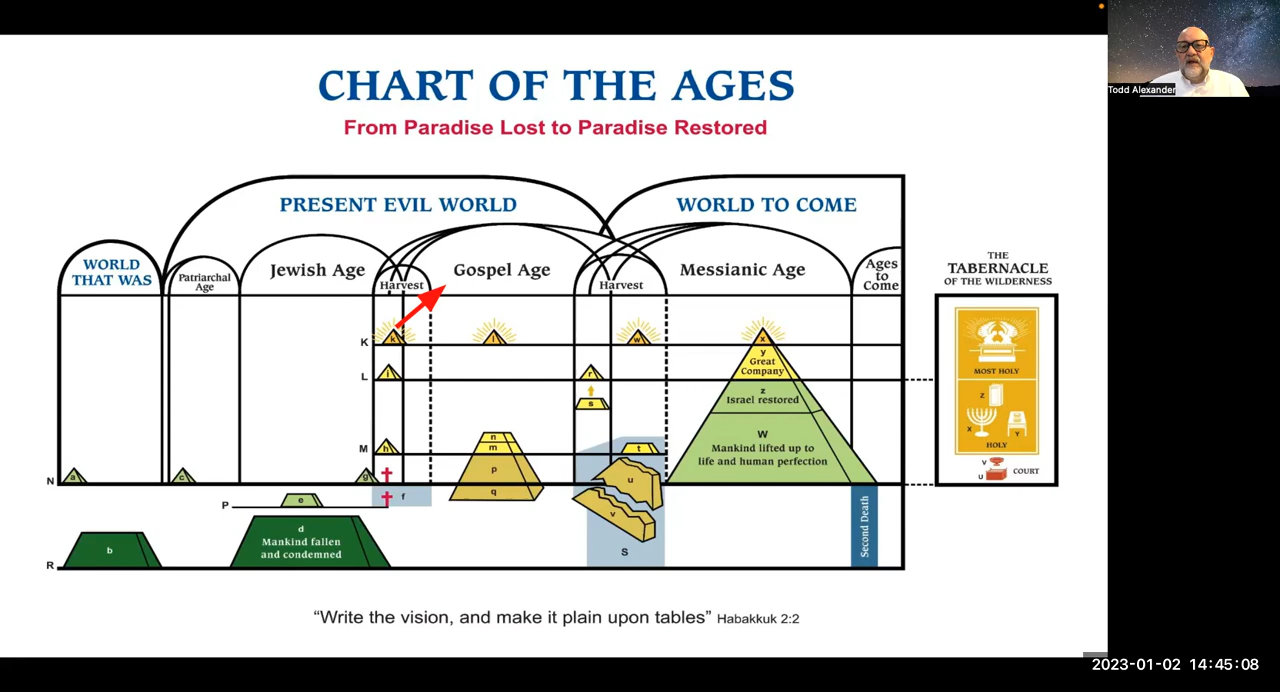 Todd Alexander
CHART OF THE AGES
From Paradise Lost to Paradise Restored
PRESENT EVIL WORLD
WORLD TO COME
WORLD
THAT WAS
Patriarchal
Age
Jewish Age
Harvest
Gospel Age
Harvest
Messianic Age
Ages
to
Come
THE
TABERNACLE
OF THE WILDERNESS
K
k
l
w
x
L
i
r
y
Great
Company
s
z
Israel restored
M
h
n
m
t
W
Mankind lifted up to
life and human perfection
N
a
c
g
p
u
q
P
e
f
v
d
Mankind fallen
and condemned
b
S
R
Second Death
MOST HOLY
Z
X
Y
HOLY
V
U
COURT
“Write the vision, and make it plain upon tables” Habakkuk 2:2
2023-01-02 14:45:08